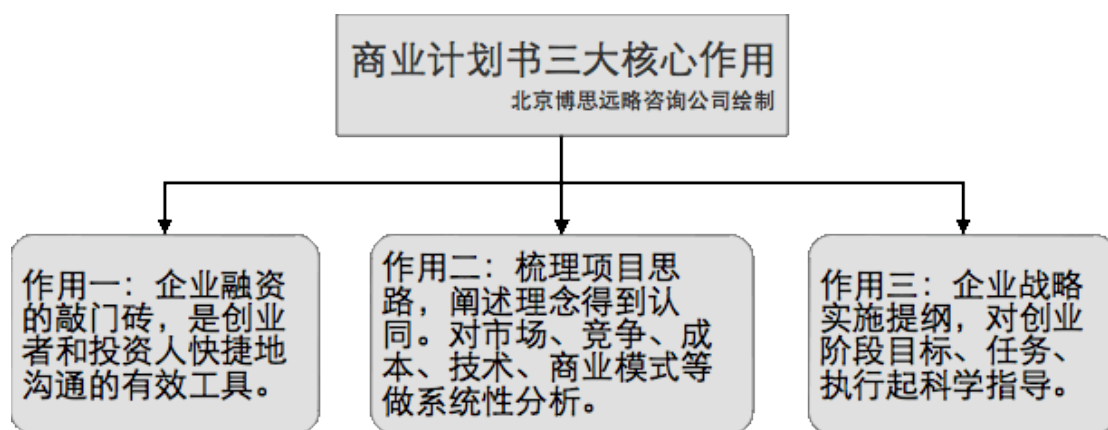 商业计划书三大核心作用
北京博思远略咨询公司绘制
作用一：企业融资
的敲门砖，是创业
者和投资人快捷地
沟通的有效工具。
作用二：梳理项目思
路，阐述理念得到认
同。对市场、竞争、成
本、技术、商业模式等
做系统性分析。
作用三：企业战略
实施提纲，对创业
阶段目标、任务、
执行起科学指导。